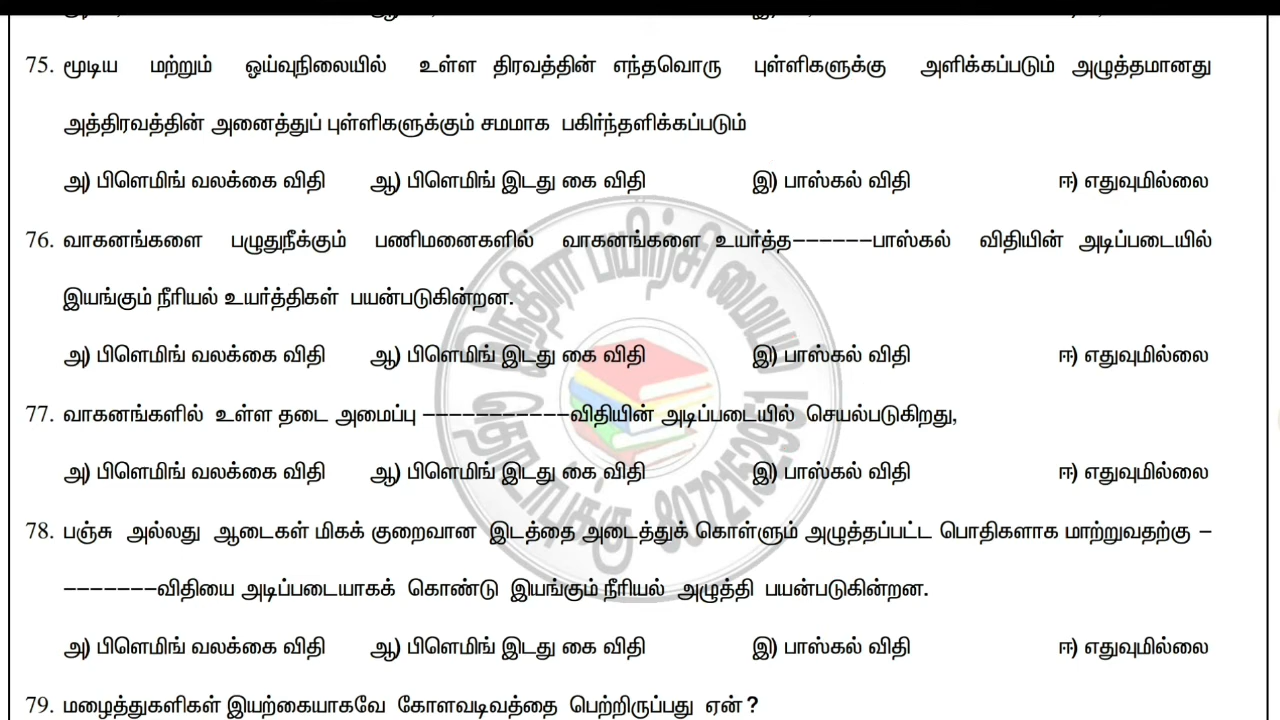 75. மூடிய மற்றும் ஓய்வுநிலையில் உள்ள திரவத்தின் எந்தவொரு புள்ளிகளுக்கு அளிக்கப்படும் அழுத்தமானது
அத்திரவத்தின் அனைத்துப் புள்ளிகளுக்கும் சமமாக பகிர்ந்தளிக்கப்படும்
அ) பிளெமிங் வலக்கை விதி ஆ) பிளெமிங் இடது கை விதி இ) பாஸ்கல் விதி ஈ) எதுவுமில்லை
76. வாகனங்களை பழுதுநீக்கும் பணிமனைகளில் வாகனங்களை உயர்த்த------பாஸ்கல் விதியின் அடிப்படையில்
இயங்கும் நீரியல் உயர்த்திகள் பயன்படுகின்றன.
அ) பிளெமிங் வலக்கை விதி ஆ) பிளெமிங் இடது கை விதி இ) பாஸ்கல் விதி ஈ) எதுவுமில்லை
77. வாகனங்களில் உள்ள தடை அமைப்பு -----------விதியின் அடிப்படையில் செயல்படுகிறது,
அ) பிளெமிங் வலக்கை விதி ஆ) பிளெமிங் இடது கை விதி இ) பாஸ்கல் விதி ஈ) எதுவுமில்லை
78. பஞ்சு அல்லது ஆடைகள் மிகக் குறைவான இடத்தை அடைத்துக் கொள்ளும் அழுத்தப்பட்ட பொதிகளாக மாற்றுவதற்கு -
-------விதியை அடிப்படையாகக் கொண்டு இயங்கும் நீரியல் அழுத்தி பயன்படுகின்றன.
அ) பிளெமிங் வலக்கை விதி ஆ) பிளெமிங் இடது கை விதி இ) பாஸ்கல் விதி ஈ) எதுவுமில்லை
79. மழைத்துகளிகள் இயற்கையாகவே கோளவடிவத்தை பெற்றிருப்பது ஏன் ?